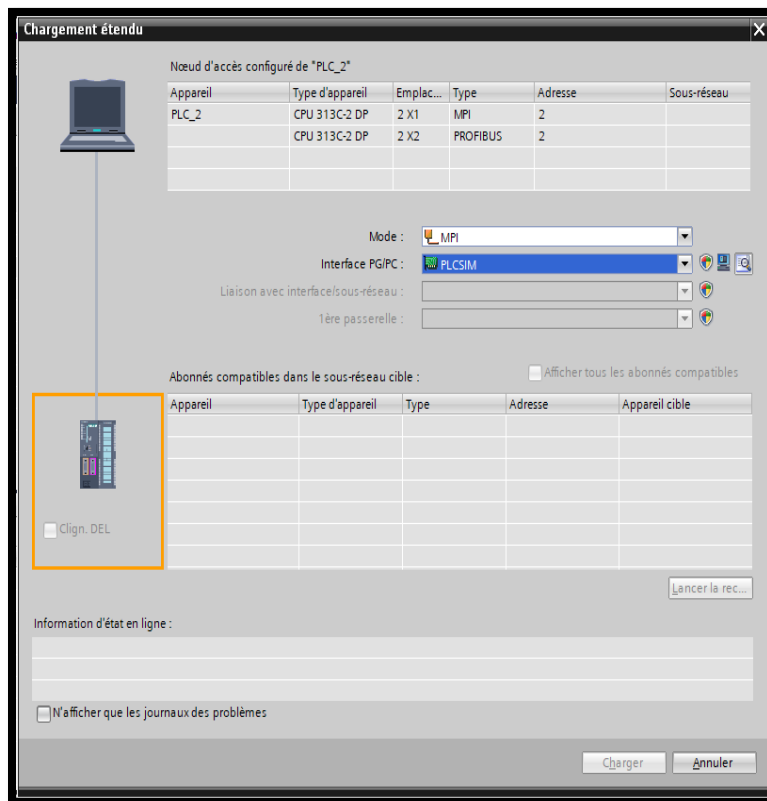 Chargement étendu
Nœud d'accès configuré de "PLC_2"
Appareil Type d'appareil Emplac... Type Adresse Sous-réseau
PLC_2 CPU 313C-2 DP 2 X1 MPI 2
CPU 313C-2 DP 2 X2 PROFIBUS 2
Mode : MPI
Interface PG/PC : PLCSIM
Liaison avec interface/sous-réseau :
1ère passerelle :
Abonnés compatibles dans le sous-réseau cible : Afficher tous les abonnés compatibles
Appareil Type d'appareil Type Adresse Appareil cible
Clign. DEL
Lancer la rec...
Information d'état en ligne :
N'afficher que les journaux des problèmes
Charger Annuler